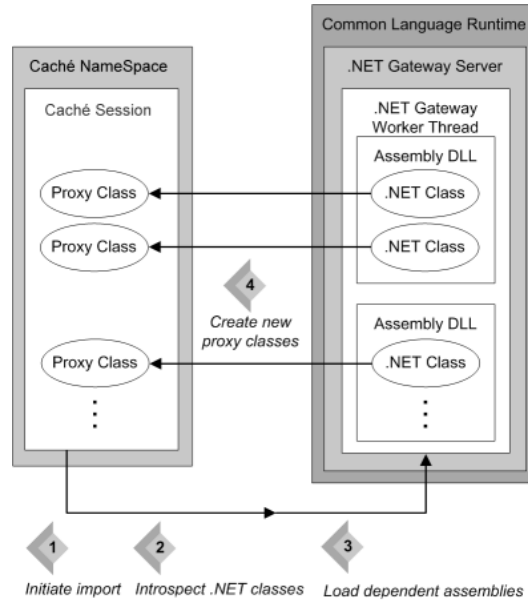 Common Language Runtime
Caché NameSpace
.NET Gateway Server
Caché Session
.NET Gateway
Worker Thread
Assembly DLL
Proxy Class
.NET Class
Proxy Class
.NET Class
4
Create new
proxy classes
Assembly DLL
Proxy Class
.NET Class
1
2
3
Initiate import
Introspect .NET classes
Load dependent assemblies